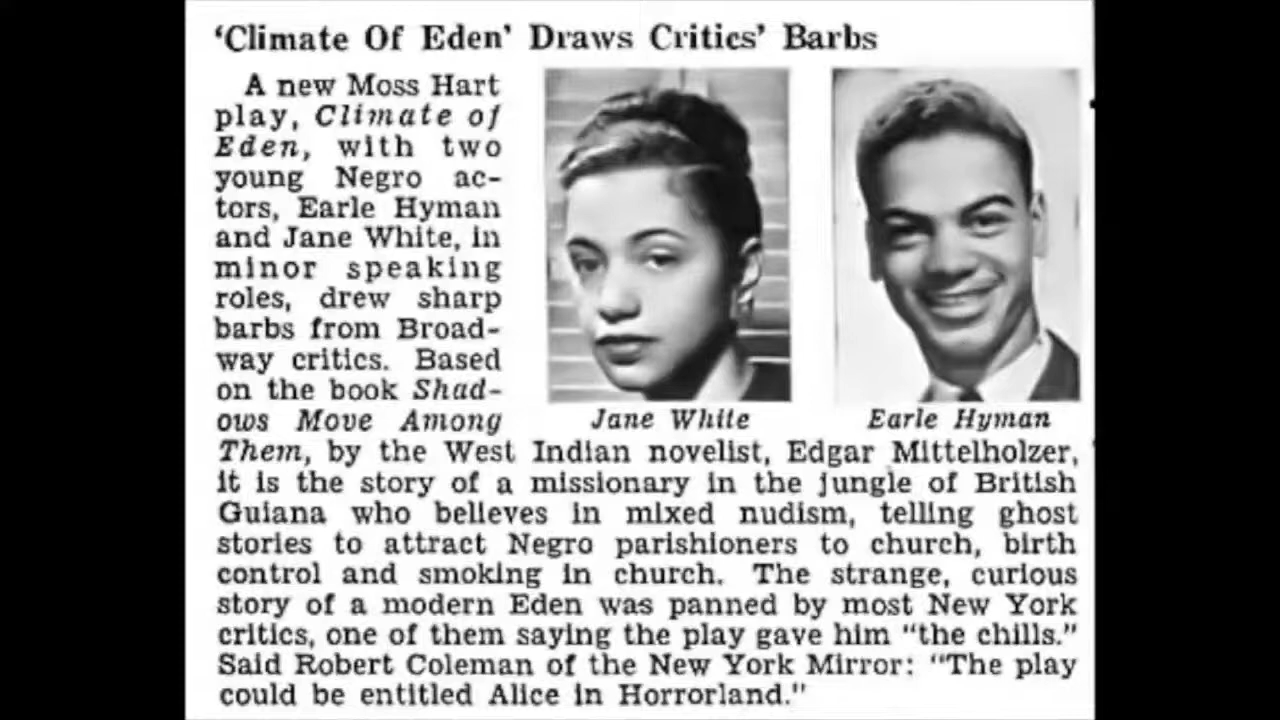 ‘Climate Of Eden’ Draws Critics’ Barbs
A new Moss Hart
play, Climate of
Eden, with two
young Negro ac-
tors, Earle Hyman
and Jane White, in
minor speaking
roles, drew sharp
barbs from Broad-
way critics. Based
on the book Shad-
ows Move Among
Them, by the West Indian novelist, Edgar Mittelholzer,
it is the story of a missionary in the jungle of British
Guiana who believes in mixed nudism, telling ghost
stories to attract Negro parishioners to church, birth
control and smoking in church. The strange, curious
story of a modern Eden was panned by most New York
critics, one of them saying the play gave him “the chills.”
Said Robert Coleman of the New York Mirror: “The play
could be entitled Alice in Horrorland.”
Jane White
Earle Hyman